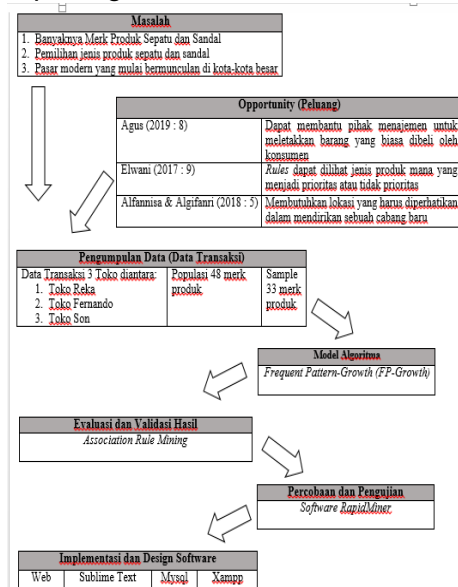 Masalah
1. Banyaknya Merk Produk Sepatu dan Sandal
2. Pemilihan jenis produk sepatu dan sandal
3. Pasar modern yang mulai bermunculan di kota-kota besar
Opportunity (Peluang)
Agus (2019 : 8)
Dapat membantu pihak menajemen untuk
meletakkan barang yang biasa dibeli oleh
konsumen
Elwani (2017 : 9)
Rules dapat dilihat jenis produk mana yang
menjadi prioritas atau tidak prioritas
Alfannisa & Algifanri (2018 : 5)
Membutuhkan lokasi yang harus diperhatikan
dalam mendirikan sebuah cabang baru
Pengumpulan Data (Data Transaksi)
Data Transaksi 3 Toko diantara:
1. Toko Reka
2. Toko Fernando
3. Toko Son
Populasi 48 merk
produk
Sample
33 merk
produk
Model Algoritma
Frequent Pattern-Growth (FP-Growth)
Evaluasi dan Validasi Hasil
Association Rule Mining
Percobaan dan Pengujian
Software RapidMiner
Implementasi dan Design Software
Web
Sublime Text
Mysql
Xampp